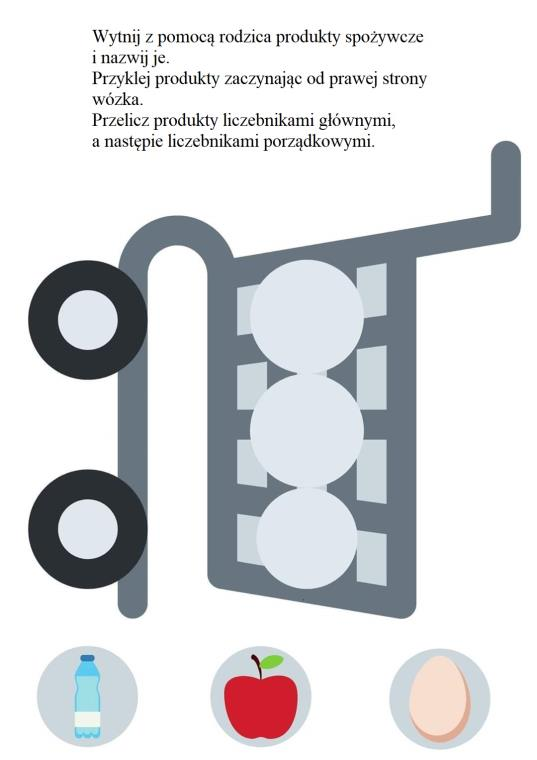 Wytnij z pomocą rodzica produkty spożywcze
i nazwij je.
Przyklej produkty zaczynając od prawej strony
wózka.
Przelicz produkty liczebnikami głównymi,
a następie liczebnikami porządkowymi.